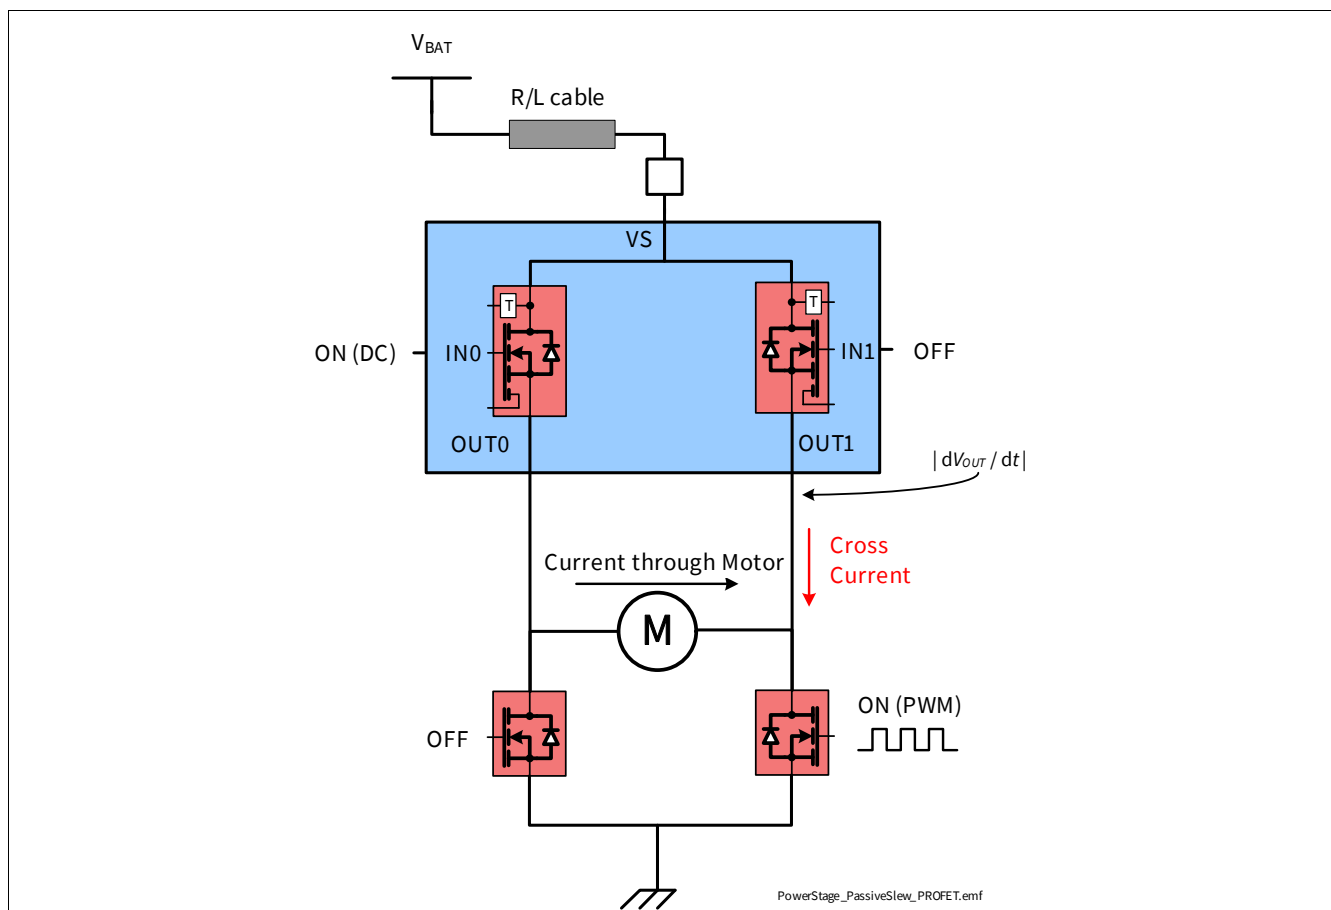 VBAT
R/L cable
VS
T
T
ON (DC)
IN0
IN1
OFF
OUT0
OUT1
|dVOUT / dt|
Current through Motor
Cross
Current
M
OFF
ON (PWM)
PowerStage_PassiveSlew_PROFET.emf